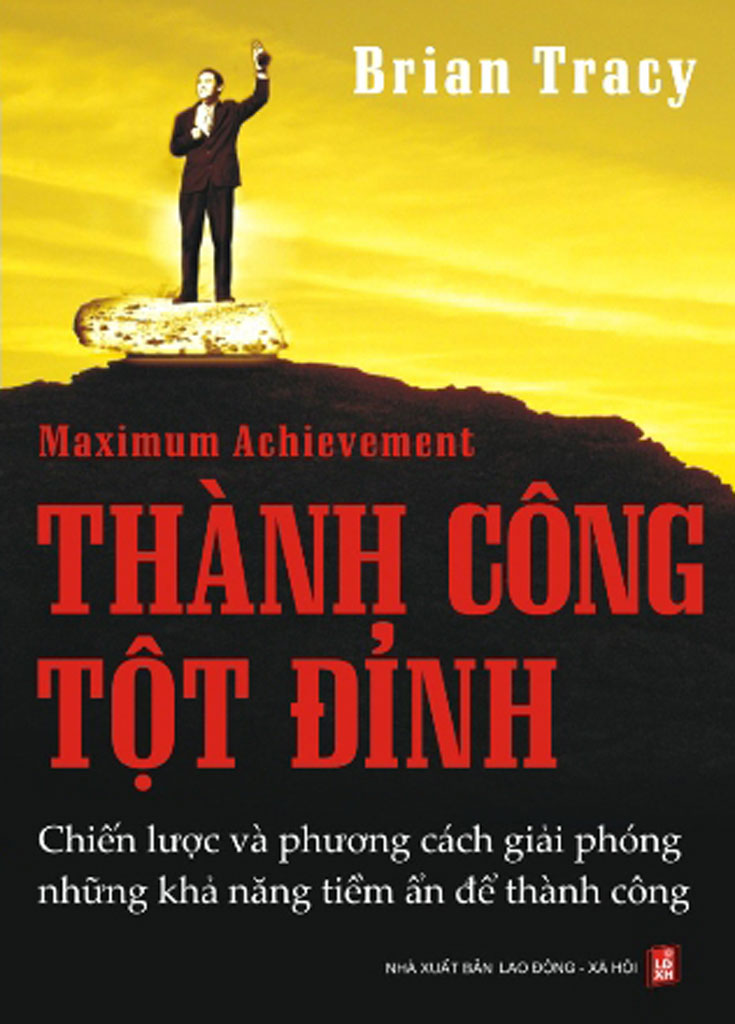 Brian Tracy
Maximum Achievement
THÀNH CÔNG
TỘT ĐỈNH
Chiến lược và phương cách giải phóng
những khả năng tiềm ẩn để thành công
NHÀ XUẤT BẢN LAO ĐỘNG - XÃ HỘI
LĐ
XH